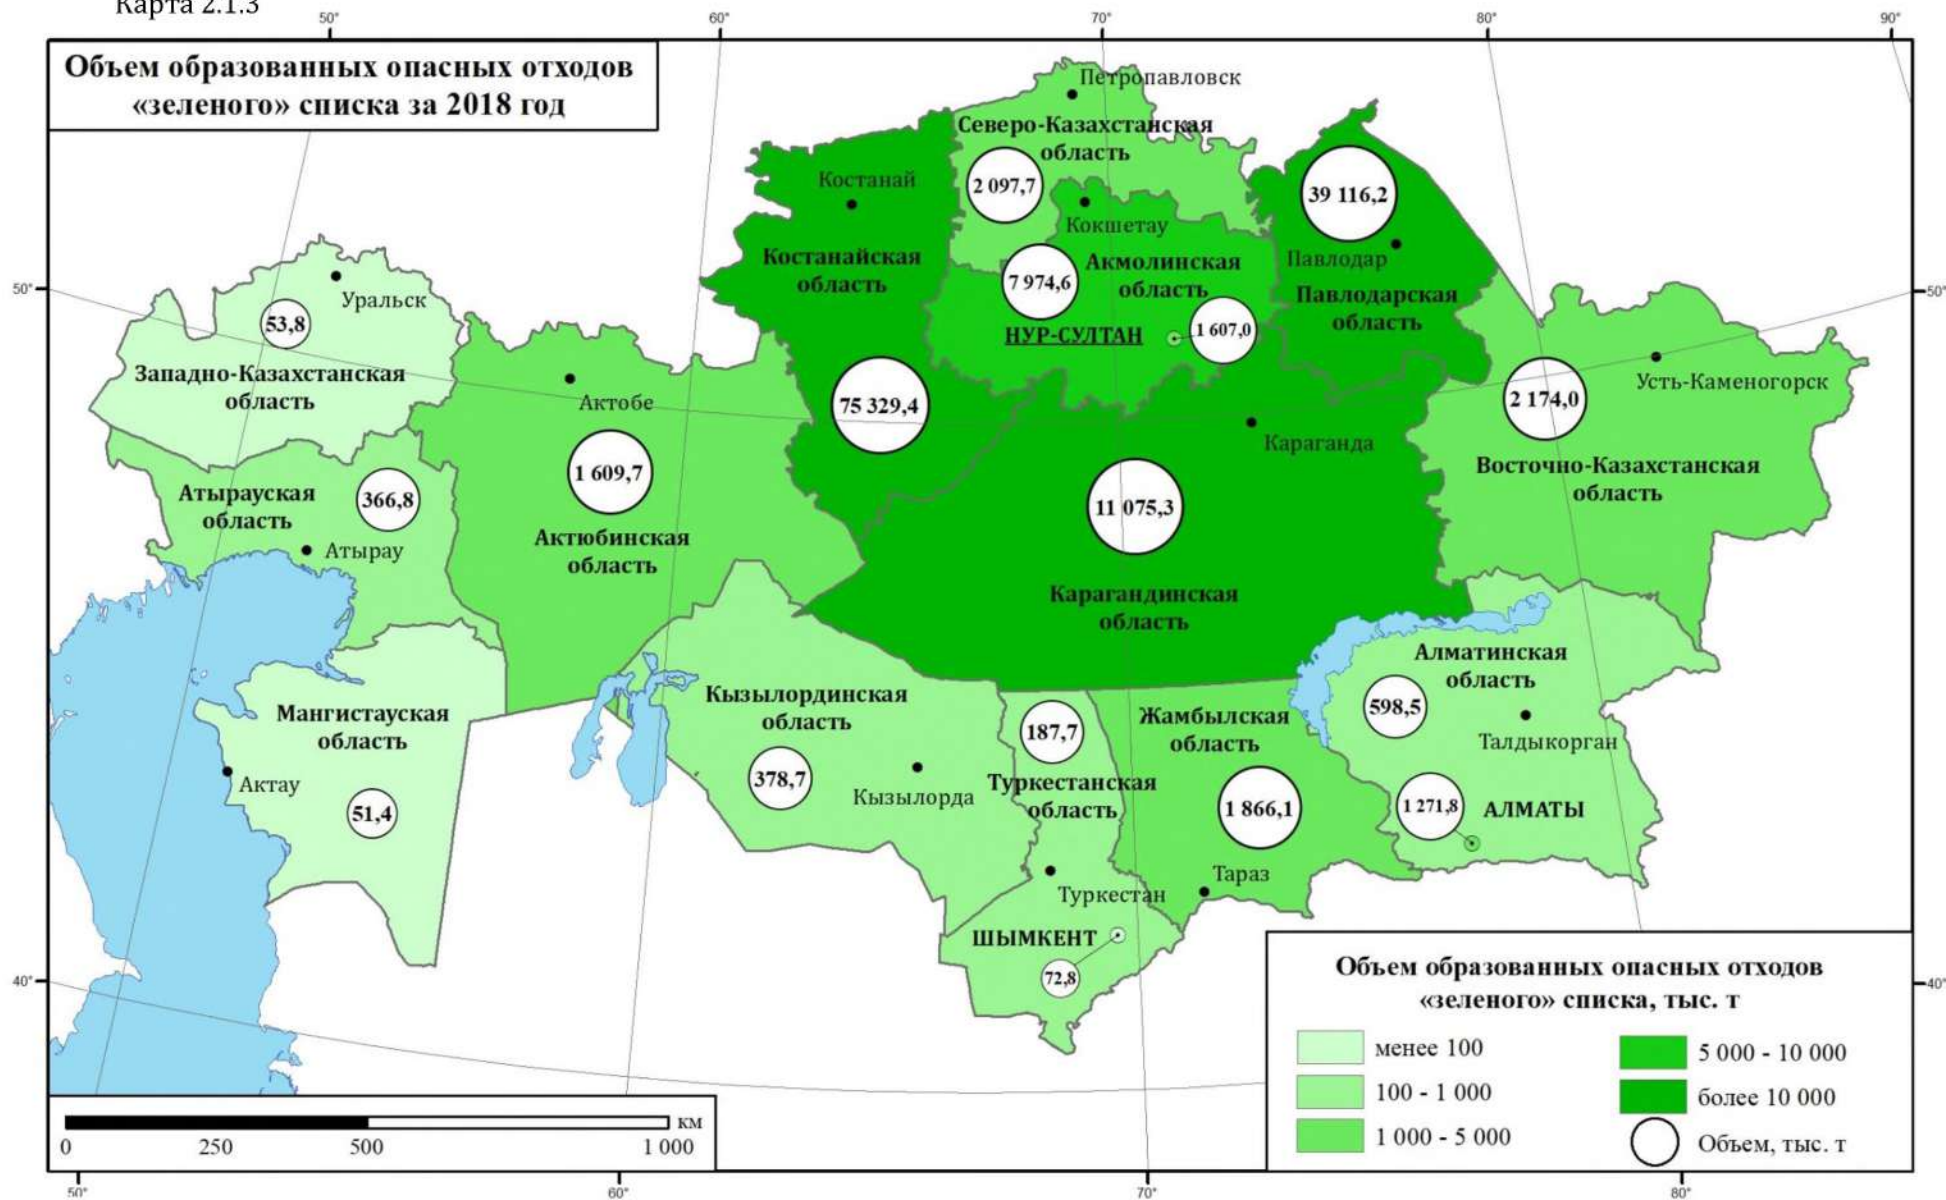 Карта 2.1.3
50° 60° 70° 80° 90°
Объем образованных опасных отходов
«зеленого» списка за 2018 год
Петропавловск
Северо-Казахстанская
область
2 097,7
Костанай
Костанайская
область
75 329,4
Кокшетау
Акмолинская
область
7 974,6
НУР-СУЛТАН
1 607,0
39 116,2
Павлодар
Павлодарская
область
50°
50°
Уральск
53,8
Западно-Казахстанская
область
Актобе
1 609,7
Актюбинская
область
Караганда
11 075,3
Карагандинская
область
2 174,0
Усть-Каменогорск
Восточно-Казахстанская
область
Атырауская
область
366,8
Атырау
Мангистауская
область
Актау
51,4
Кызылординская
область
378,7
Кызылорда
187,7
Туркестанская
область
Туркестан
ШЫМКЕНТ
72,8
Жамбылская
область
1 866,1
Тараз
Алматинская
область
598,5
Талдыкорган
1 271,8
АЛМАТЫ
40°
40°
Объем образованных опасных отходов
«зеленого» списка, тыс. т
менее 100
100 - 1 000
1 000 - 5 000
5 000 - 10 000
более 10 000
Объем, тыс. т
км
0 250 500 1 000
50° 60° 70° 80°